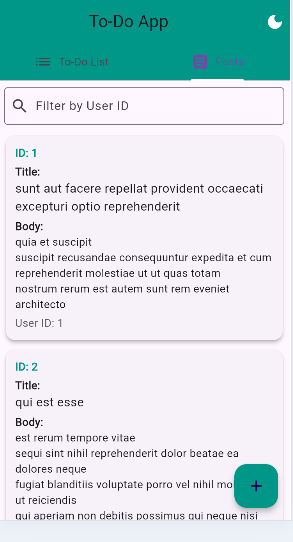 To-Do App
To-Do List
Posts
Filter by User ID
ID: 1
Title:
sunt aut facere repellat provident occaecati
excepturi optio reprehenderit
Body:
quia et suscipit
suscipit recusandae consequuntur expedita et cum
reprehenderit molestiae ut ut quas totam
nostrum rerum est autem sunt rem eveniet
architecto
User ID: 1
ID: 2
Title:
qui est esse
Body:
est rerum tempore vitae
sequi sint nihil reprehenderit dolor beatae ea
dolores neque
fugiat blanditiis voluptate porro vel nihil
ut reiciendis
qui aperiam non debitis possimus qui neque nisi